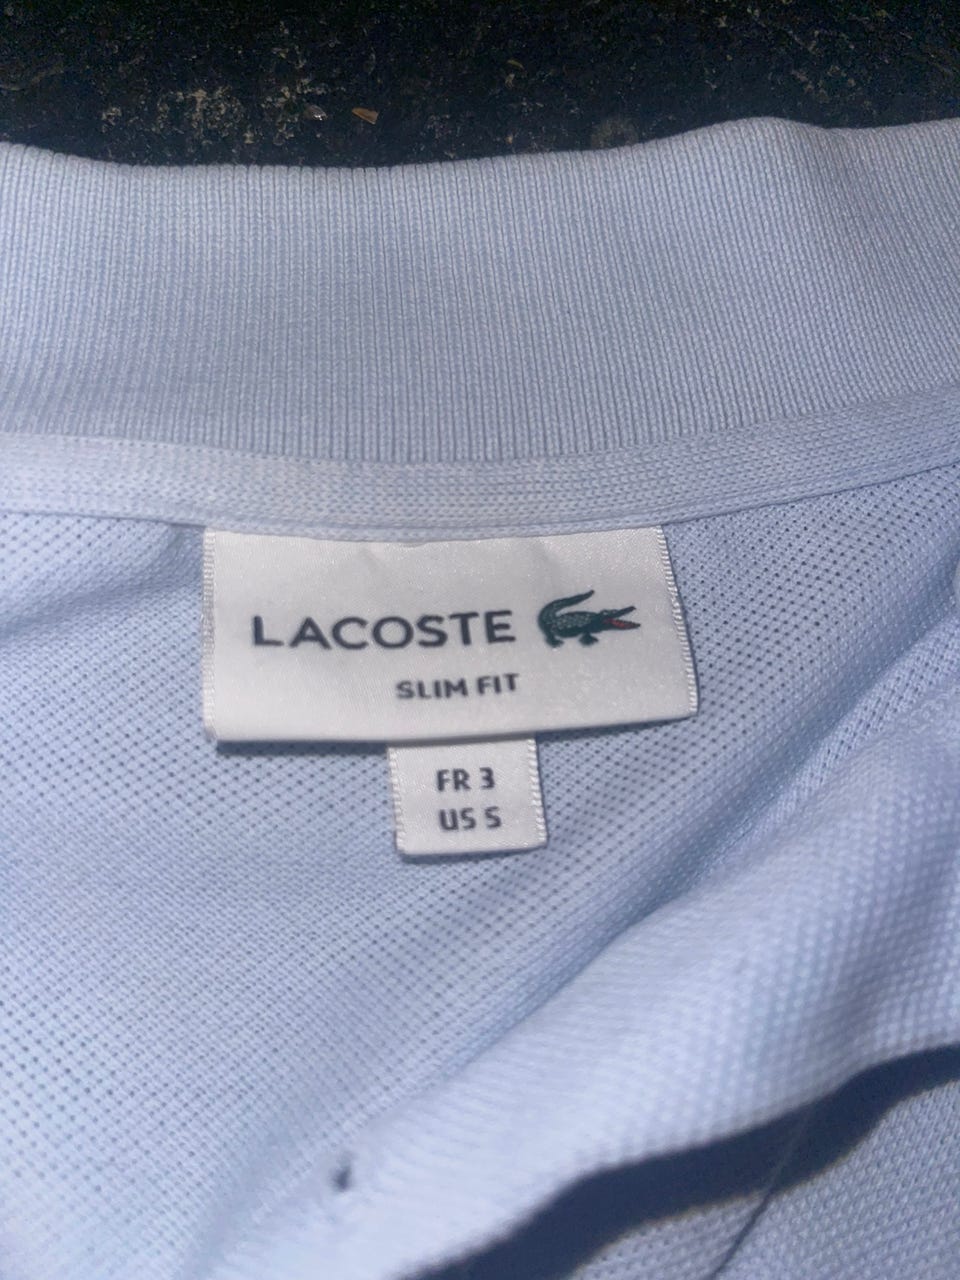 LACOSTE
SLIM FIT
FR 3
US S